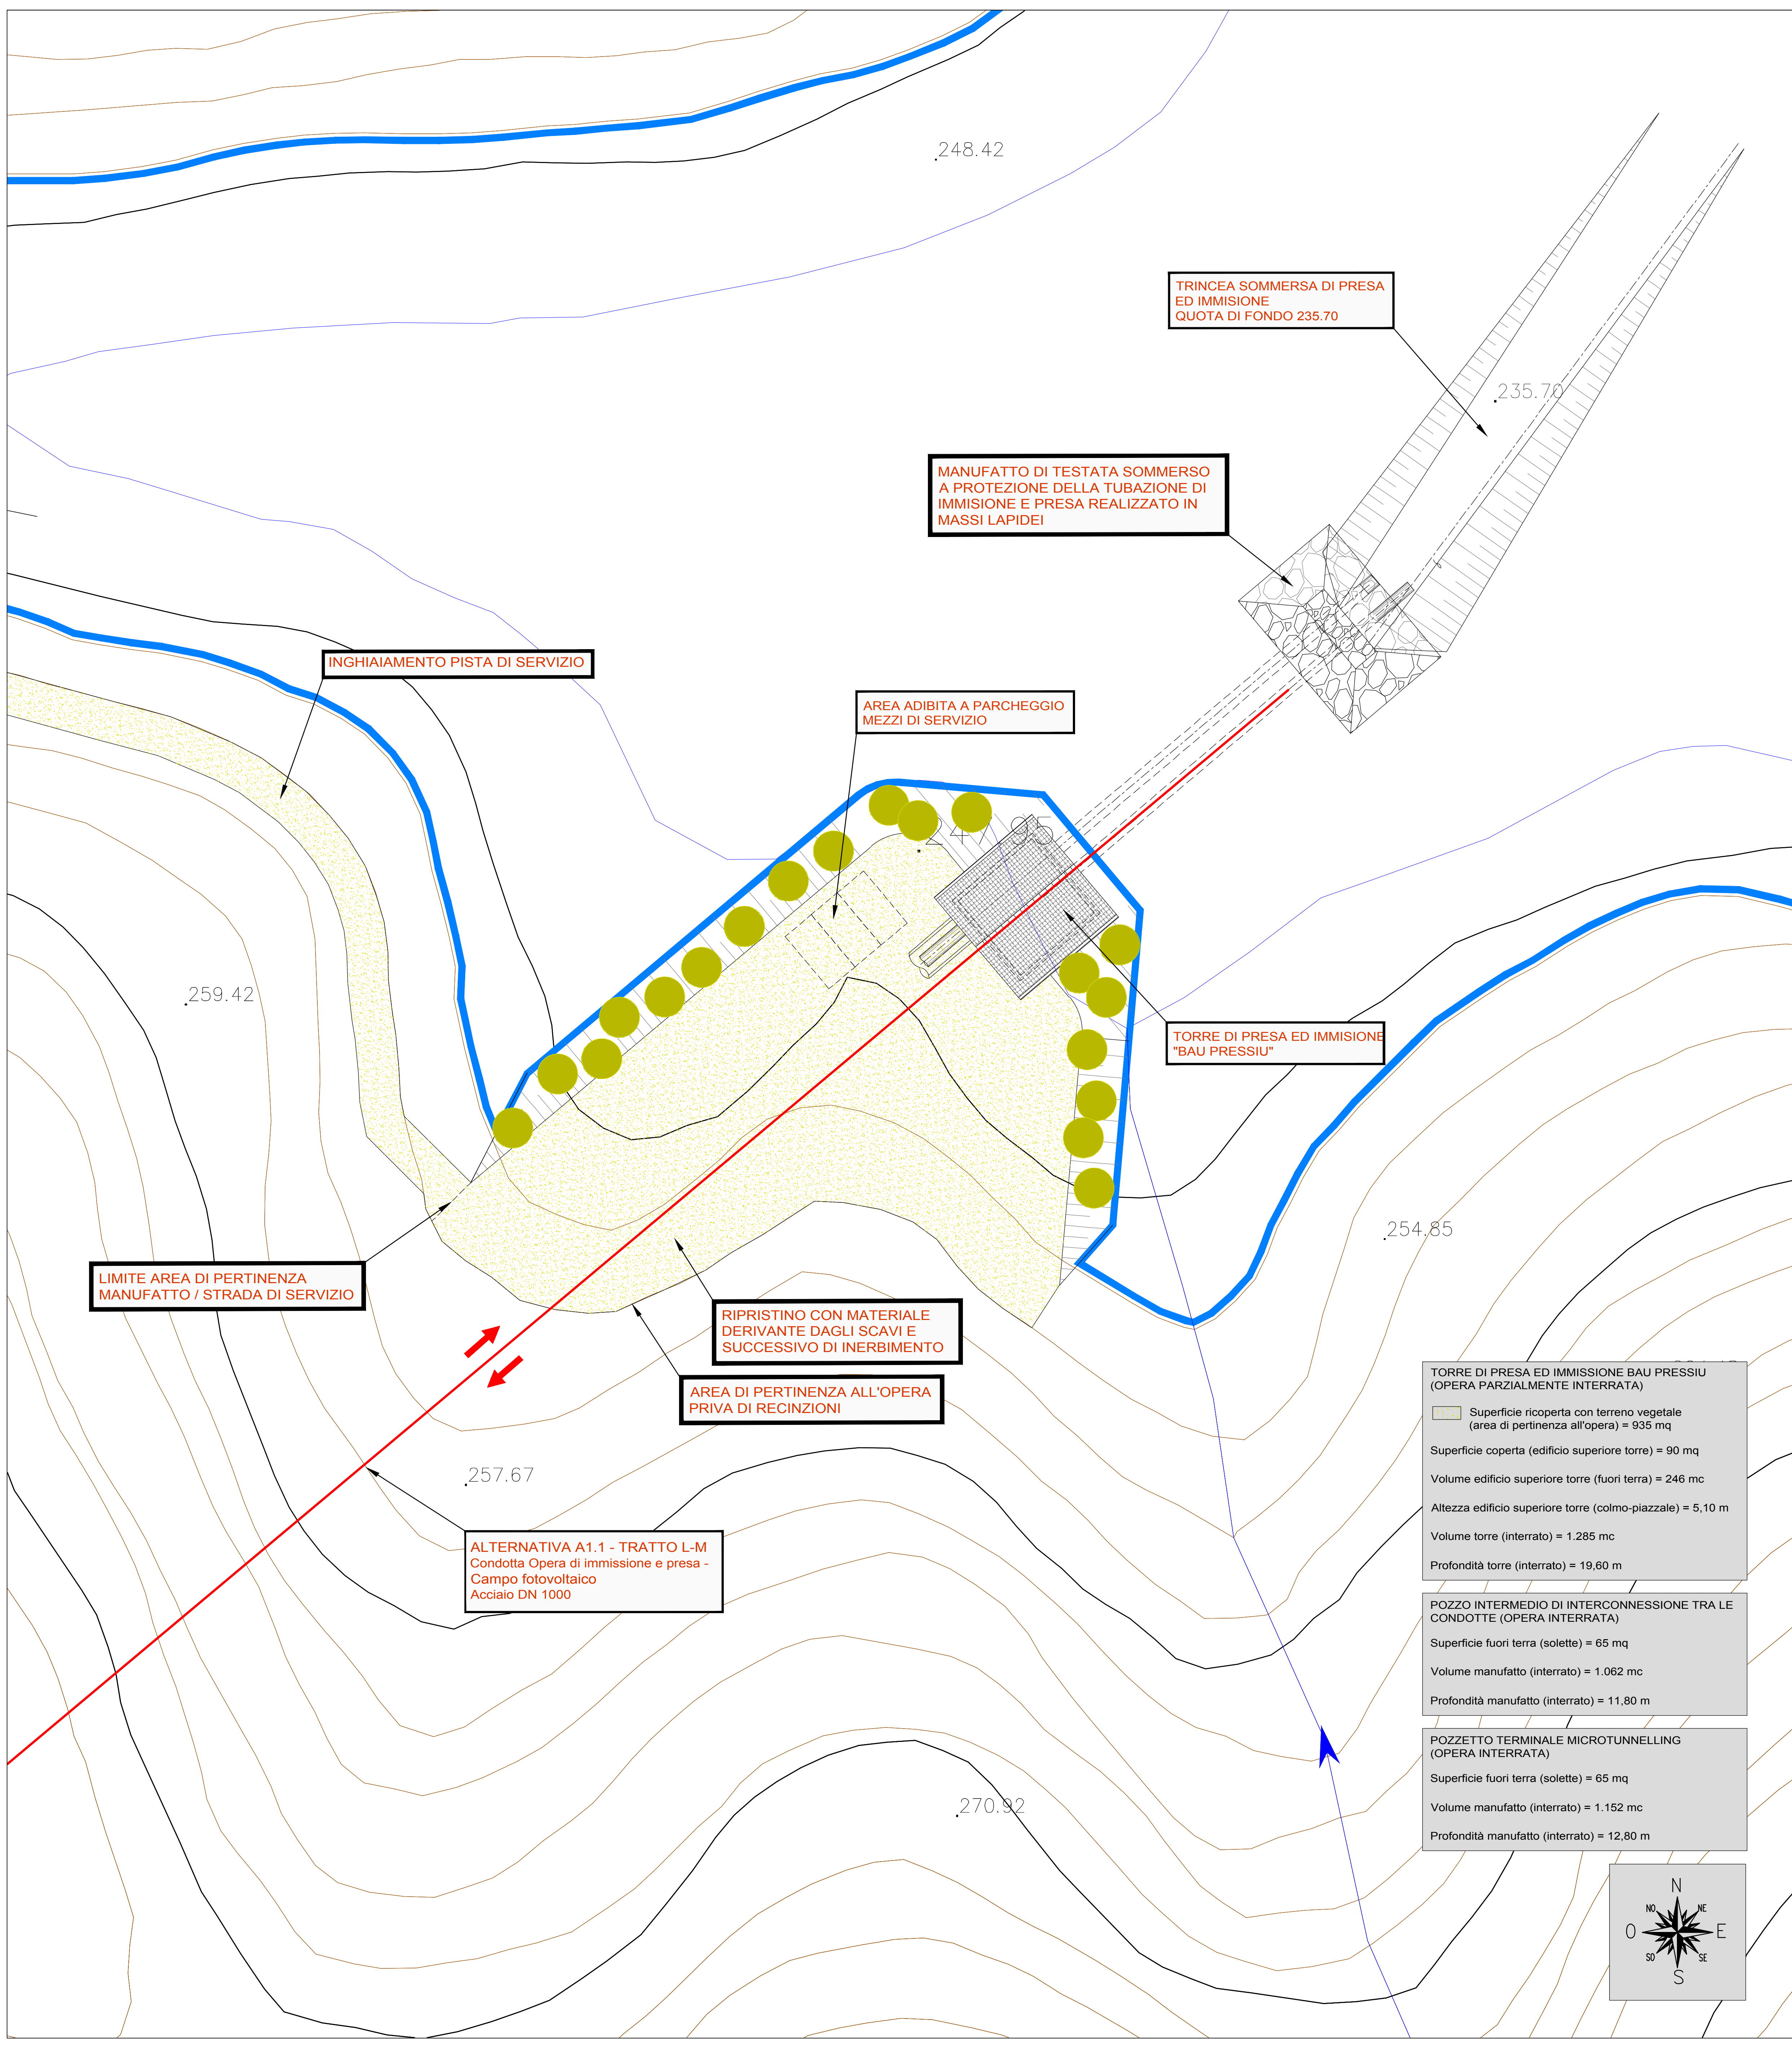 248.42
TRINCEA SOMMERSA DI PRESA
ED IMMISIONE
QUOTA DI FONDO 235.70
235.70
MANUFATTO DI TESTATA SOMMERSO
A PROTEZIONE DELLA TUBAZIONE DI
IMMISIONE E PRESA REALIZZATO IN
MASSI LAPIDEI
INGHIAIAMENTO PISTA DI SERVIZIO
AREA ADIBITA A PARCHEGGIO
MEZZI DI SERVIZIO
259.42
TORRE DI PRESA ED IMMISIONE
"BAU PRESSIU"
254.85
LIMITE AREA DI PERTINENZA
MANUFATTO / STRADA DI SERVIZIO
RIPRISTINO CON MATERIALE
DERIVANTE DAGLI SCAVI E
SUCCESSIVO DI INERBIMENTO
AREA DI PERTINENZA ALL'OPERA
PRIVA DI RECINZIONI
257.67
ALTERNATIVA A1.1 - TRATTO L-M
Condotta Opera di immissione e presa -
Campo fotovoltaico
Acciaio DN 1000
270.92
TORRE DI PRESA ED IMMISSIONE BAU PRESSIU
(OPERA PARZIALMENTE INTERRATA)
Superficie ricoperta con terreno vegetale
(area di pertinenza all'opera) = 935 mq
Superficie coperta (edificio superiore torre) = 90 mq
Volume edificio superiore torre (fuori terra) = 246 mc
Altezza edificio superiore torre (colmo-piazzale) = 5,10 m
Volume torre (interrato) = 1.285 mc
Profondità torre (interrato) = 19,60 m
POZZO INTERMEDIO DI INTERCONNESSIONE TRA LE
CONDOTTE (OPERA INTERRATA)
Superficie fuori terra (solette) = 65 mq
Volume manufatto (interrato) = 1.062 mc
Profondità manufatto (interrato) = 11,80 m
POZZETTO TERMINALE MICROTUNNELLING
(OPERA INTERRATA)
Superficie fuori terra (solette) = 65 mq
Volume manufatto (interrato) = 1.152 mc
Profondità manufatto (interrato) = 12,80 m
N
NO NE
O E
SO SE
S